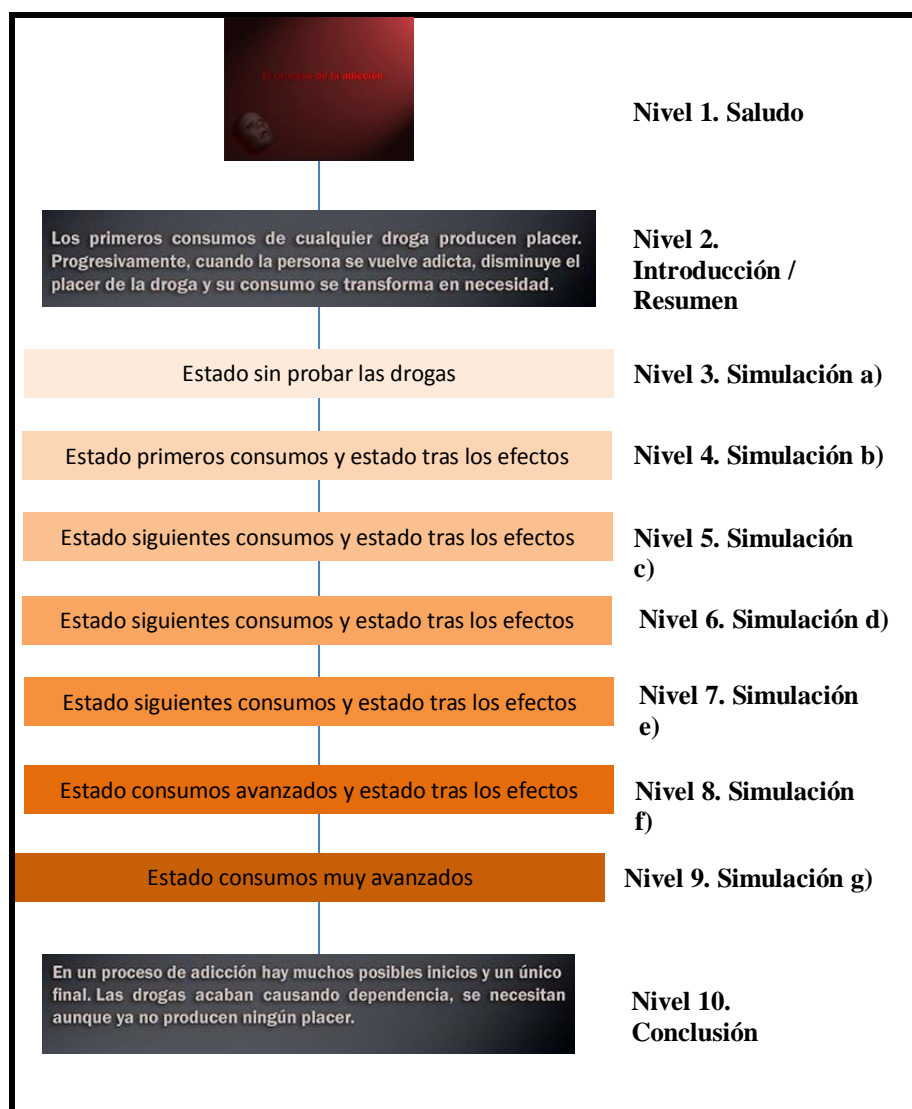 El proceso de la adicción
Nivel 1. Saludo
Los primeros consumos de cualquier droga producen placer.
Progresivamente, cuando la persona se vuelve adicta, disminuye el
placer de la droga y su consumo se transforma en necesidad.
Nivel 2.
Introducción /
Resumen
Estado sin probar las drogas
Nivel 3. Simulación a)
Estado primeros consumos y estado tras los efectos
Nivel 4. Simulación b)
Estado siguientes consumos y estado tras los efectos
Nivel 5. Simulación
c)
Estado siguientes consumos y estado tras los efectos
Nivel 6. Simulación d)
Estado siguientes consumos y estado tras los efectos
Nivel 7. Simulación
e)
Estado consumos avanzados y estado tras los efectos
Nivel 8. Simulación
f)
Estado consumos muy avanzados
Nivel 9. Simulación g)
En un proceso de adicción hay muchos posibles inicios y un único
final. Las drogas acaban causando dependencia, se necesitan
aunque ya no producen ningún placer.
Nivel 10.
Conclusión